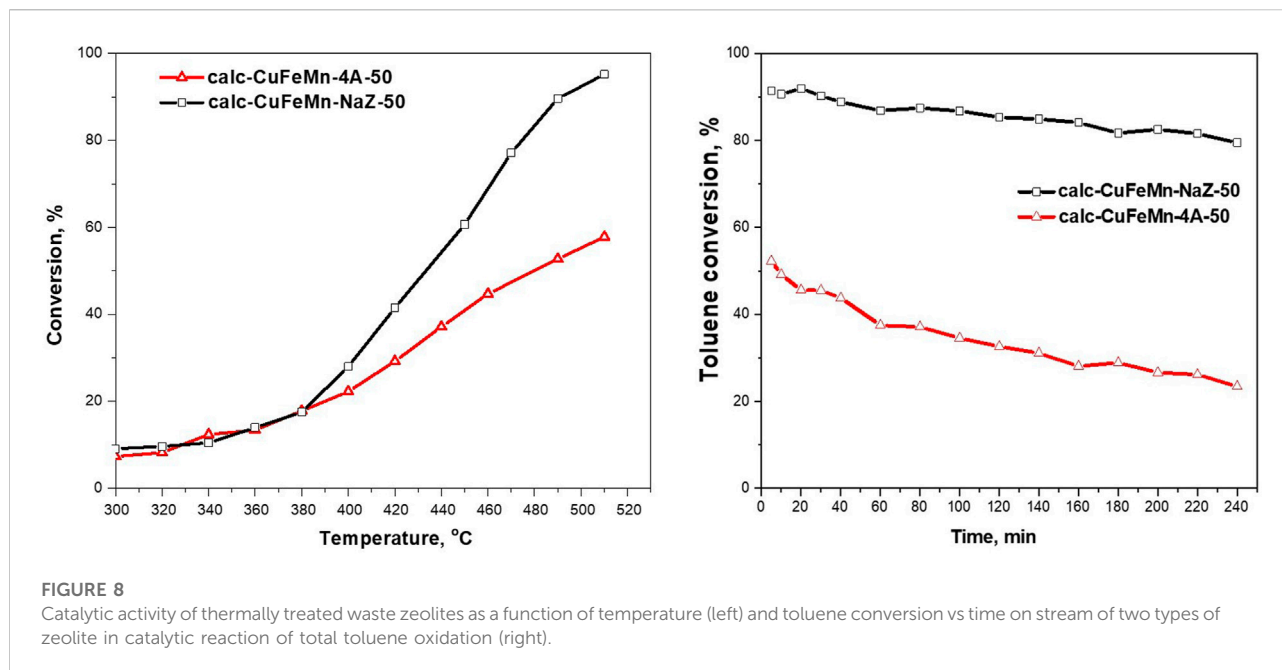 100
80
60
40
20
0
Conversion, %
calc-CuFeMn-4A-50
calc-CuFeMn-NaZ-50
300 320 340 360 380 400 420 440 460 480 500 520
Temperature, °C
100
80
60
40
20
0
Toluene conversion, %
calc-CuFeMn-NaZ-50
calc-CuFeMn-4A-50
0 20 40 60 80 100 120 140 160 180 200 220 240
Time, min
FIGURE 8
Catalytic activity of thermally treated waste zeolites as a function of temperature (left) and toluene conversion vs time on stream of two types of
zeolite in catalytic reaction of total toluene oxidation (right).